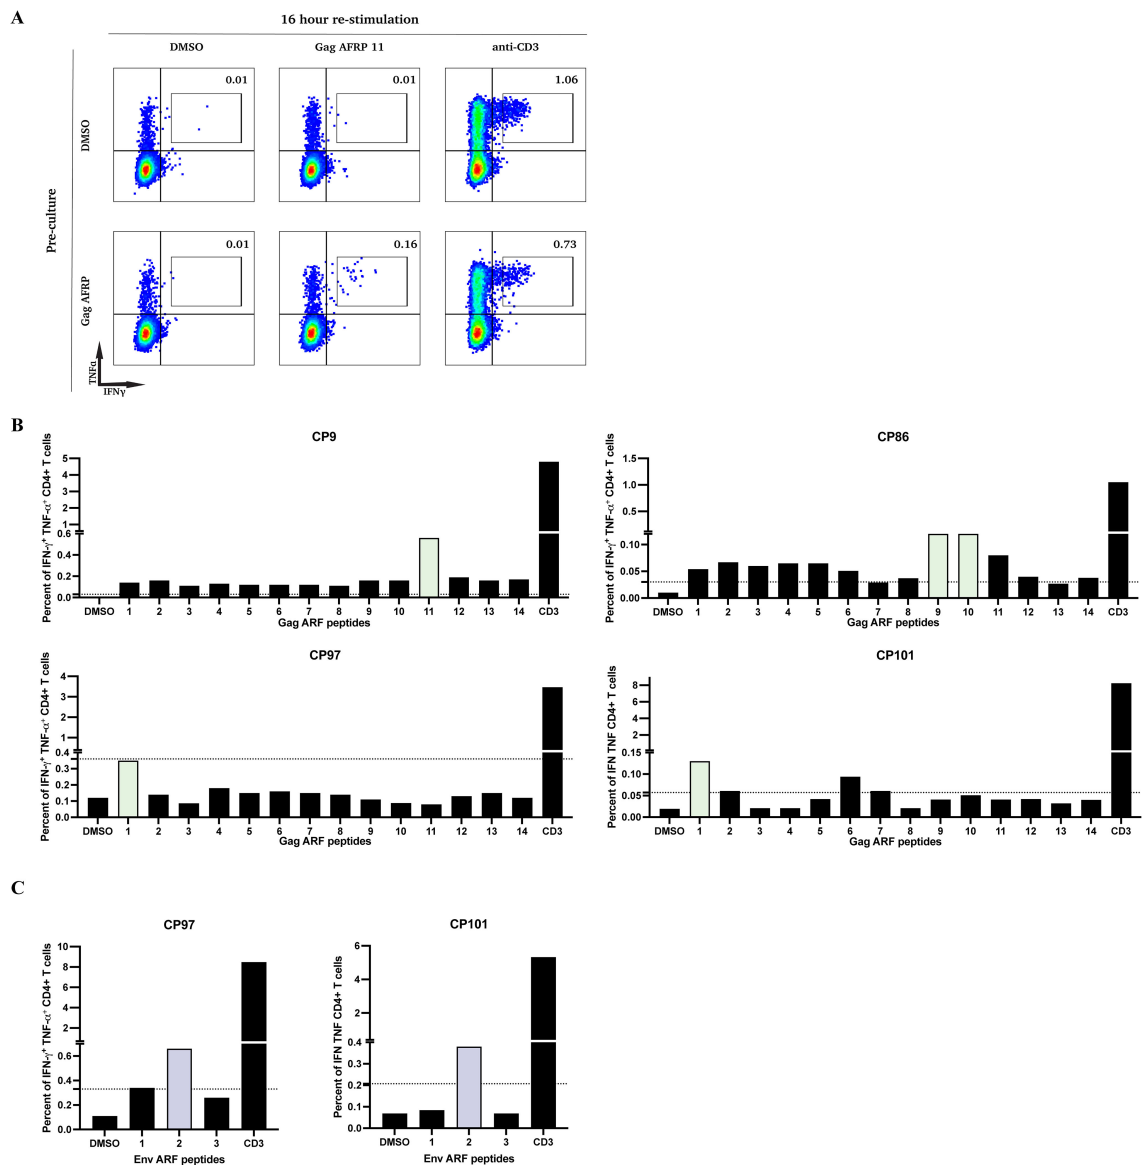 A
16 hour re-stimulation
DMSO
Gag AFRP 11
anti-CD3
Pre-culture
DMSO
0.01
0.01
1.06
Gag AFRP
0.01
0.16
0.73
TNFα
IFNγ
B
CP9
Percent of IFN-γ+ TNF-α+ CD4+ T cells
5
4
3
2
1
0.6
0.4
0.2
0.0
DMSO 1 2 3 4 5 6 7 8 9 10 11 12 13 14 CD3
Gag ARF peptides
CP86
Percent of IFN-γ+ TNF-α+ CD4+ T cells
1.5
1.0
0.5
0.10
0.05
0.00
DMSO 1 2 3 4 5 6 7 8 9 10 11 12 13 14 CD3
Gag ARF peptides
CP97
Percent of IFN-γ+ TNF-α+ CD4+ T cells
4
3
2
1
0.4
0.3
0.2
0.1
0.0
DMSO 1 2 3 4 5 6 7 8 9 10 11 12 13 14 CD3
Gag ARF peptides
CP101
Percent of IFN TNF CD4+ T cells
8
6
4
2
0.15
0.10
0.05
0.00
DMSO 1 2 3 4 5 6 7 8 9 10 11 12 13 14 CD3
Gag ARF peptides
C
CP97
Percent of IFN-γ+ TNF-α+ CD4+ T cells
10
8
6
4
2
0.6
0.4
0.2
0.0
DMSO 1 2 3 CD3
Env ARF peptides
CP101
Percent of IFN TNF CD4+ T cells
6
4
2
0.4
0.3
0.2
0.1
0.0
DMSO 1 2 3 CD3
Env ARF peptides